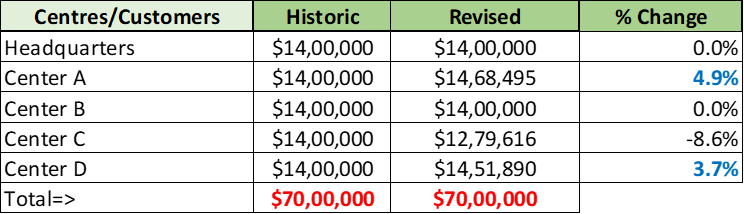 Centres/Customers Historic Revised % Change
Headquarters $14,00,000 $14,00,000 0.0%
Center A $14,00,000 $14,68,495 4.9%
Center B $14,00,000 $14,00,000 0.0%
Center C $14,00,000 $12,79,616 -8.6%
Center D $14,00,000 $14,51,890 3.7%
Total=> $70,00,000 $70,00,000